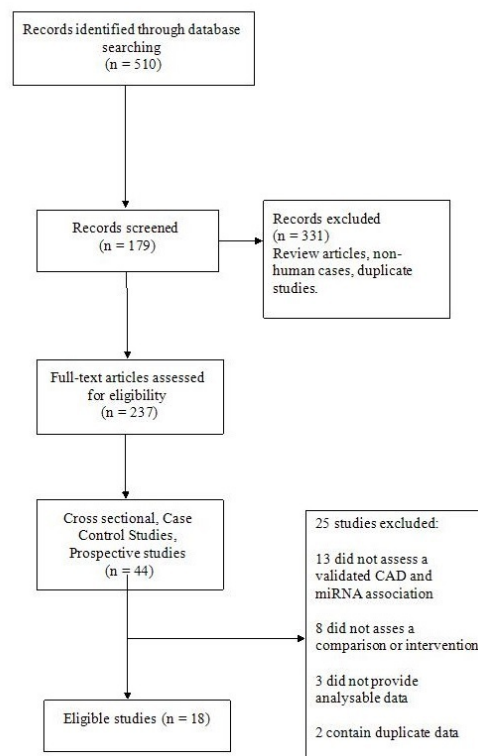 Records identified through database
searching
(n = 510)
Records screened
(n = 179)
Records excluded
(n = 331)
Review articles, non-
human cases, duplicate
studies.
Full-text articles assessed
for eligibility
(n = 237)
Cross sectional, Case
Control Studies,
Prospective studies
(n = 44)
25 studies excluded:
13 did not assess a
validated CAD and
miRNA association
8 did not asses a
comparison or intervention
3 did not provide
analysable data
2 contain duplicate data
Eligible studies (n = 18)